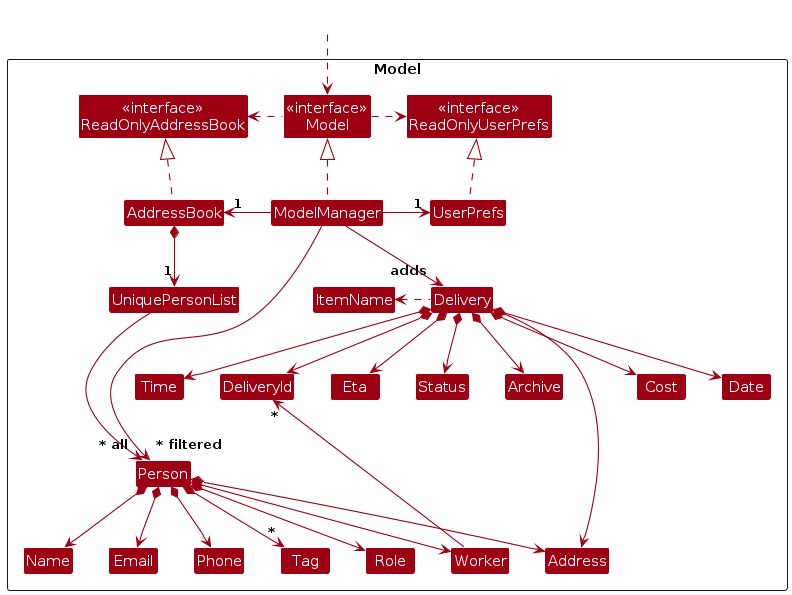 Model
«interface»
ReadOnlyAddressBook
«interface»
Model
«interface»
ReadOnlyUserPrefs
AddressBook
1
ModelManager
1
UserPrefs
1
adds
UniquePersonList
ItemName
Delivery
Time
DeliveryId
Eta
Status
Archive
Cost
Date
*
* all
* filtered
Person
*
Name
Email
Phone
Tag
Role
Worker
Address